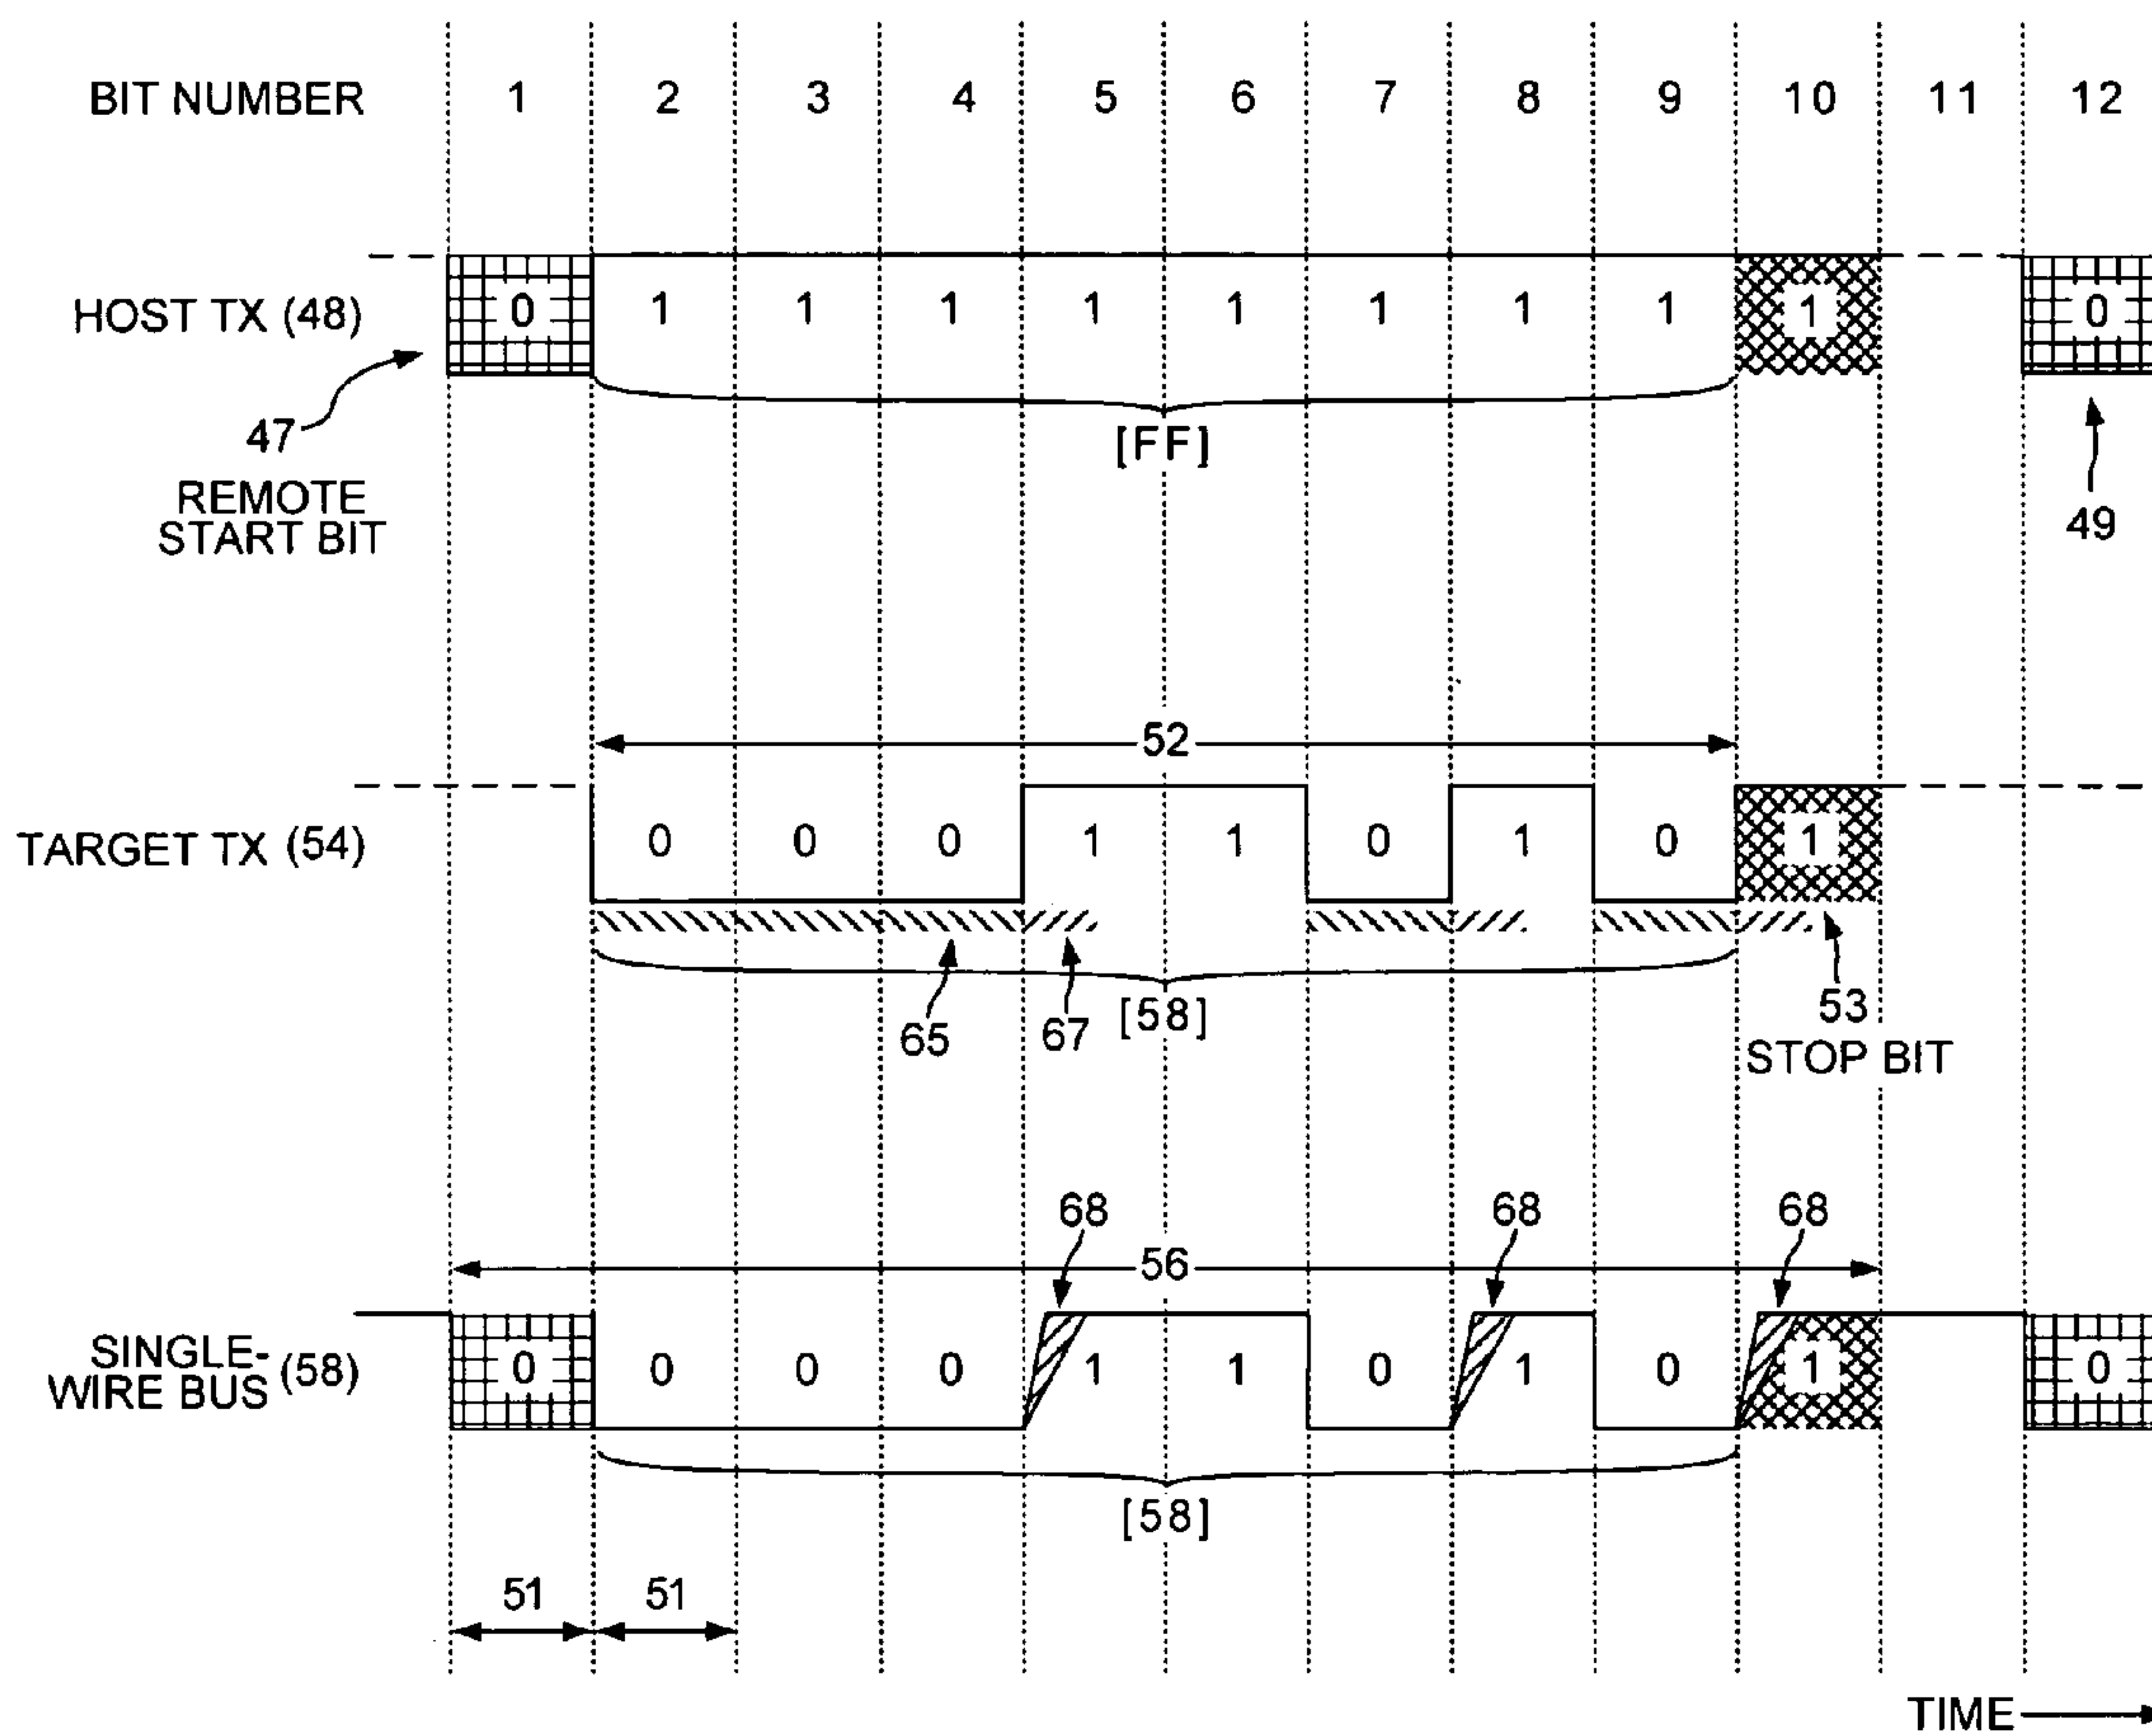 BIT NUMBER 1 2 3 4 5 6 7 8 9 10 11 12
HOST TX (48) 0 1 1 1 1 1 1 1 1 1 0
47
REMOTE
START BIT
[FF]
49
52
TARGET TX (54) 0 0 0 1 1 0 1 0 1
65 67 [58] 53
STOP BIT
68 68 68
56
SINGLE-
WIRE BUS (58) 0 0 0 0 1 1 0 1 0 1 0
[58]
51 51
TIME